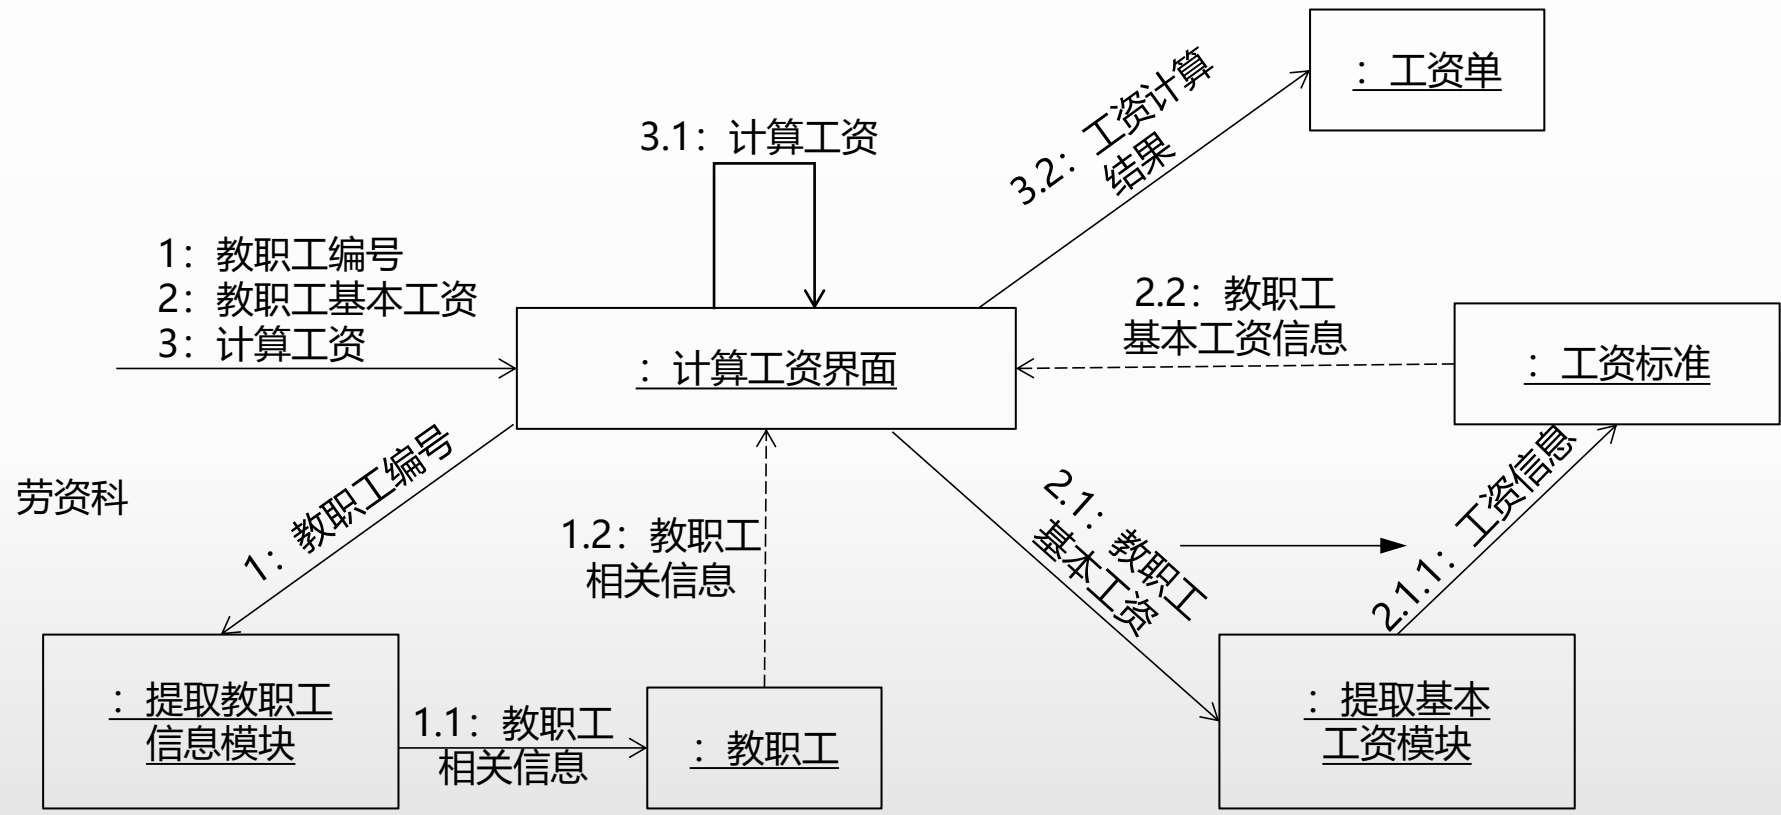 ：工资单
3.1：计算工资
3.2：工资计算
结果
1：教职工编号
2：教职工基本工资
3：计算工资
：计算工资界面
2.2：教职工
基本工资信息
：工资标准
劳资科
1：教职工编号
1.2：教职工
相关信息
2.1：教职工
基本工资
2.1.1：工资信息
：提取教职工
信息模块
1.1：教职工
相关信息
：教职工
：提取基本
工资模块